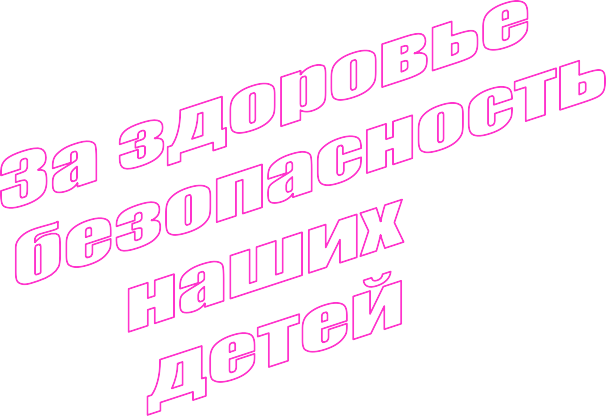 За здоровье
безопасность
наших
детей